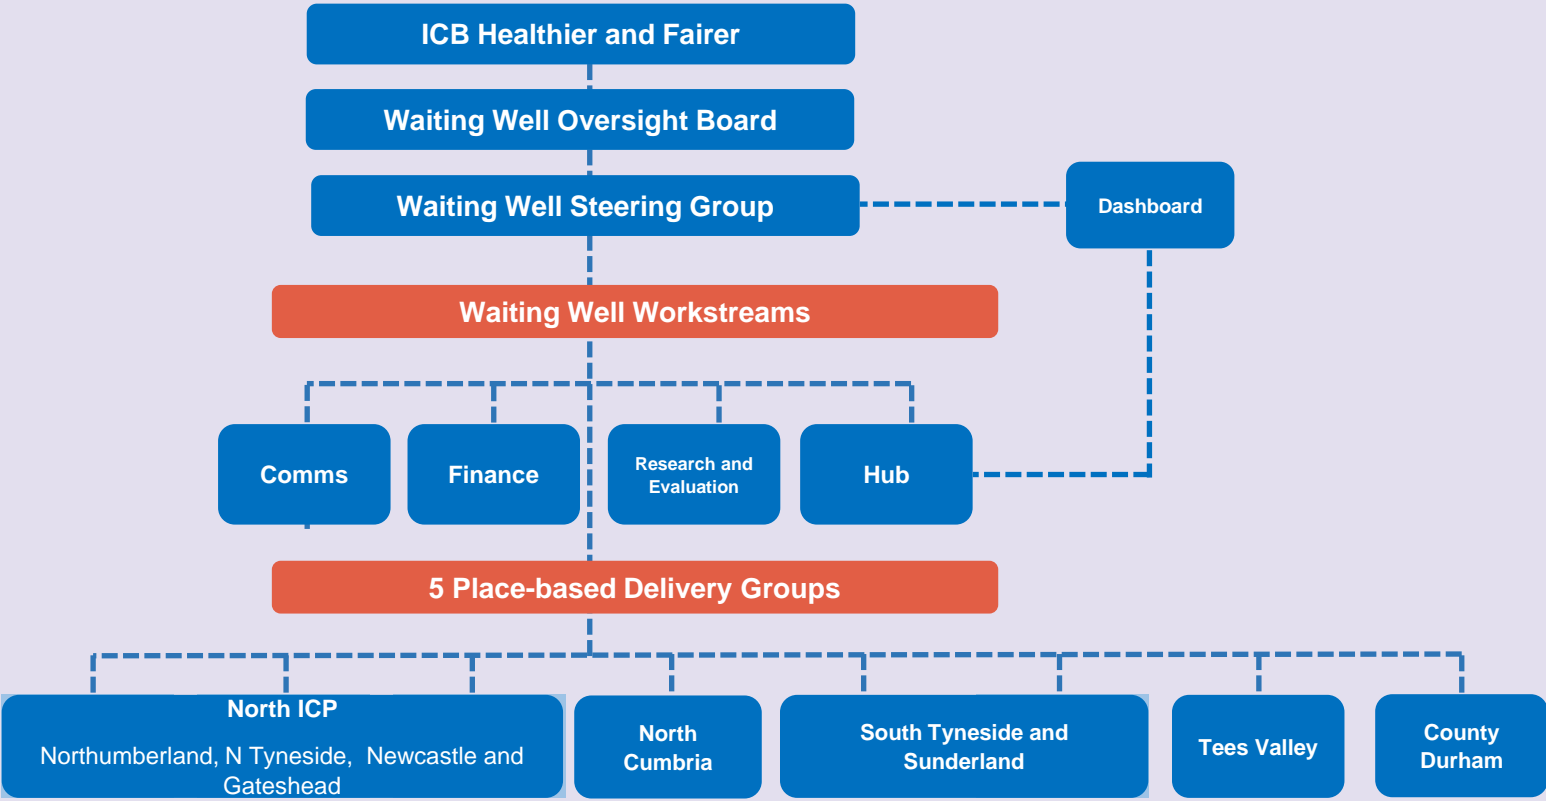 ICB Healthier and Fairer
Waiting Well Oversight Board
Waiting Well Steering Group
Dashboard
Waiting Well Workstreams
Comms
Finance
Research and
Evaluation
Hub
5 Place-based Delivery Groups
North ICP
Northumberland, N Tyneside, Newcastle and
Gateshead
North
Cumbria
South Tyneside and
Sunderland
Tees Valley
County
Durham